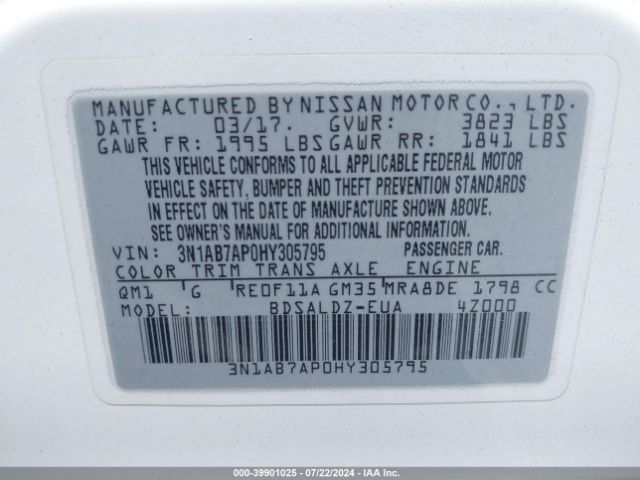 MANUFACTURED BY NISSAN MOTOR CO., LTD.
DATE: 03/17. GVWR: 3823 LBS
GAWR FR: 1995 LBS GAWR RR: 1841 LBS
THIS VEHICLE CONFORMS TO ALL APPLICABLE FEDERAL MOTOR
VEHICLE SAFETY, BUMPER AND THEFT PREVENTION STANDARDS
IN EFFECT ON THE DATE OF MANUFACTURE SHOWN ABOVE.
SEE OWNER'S MANUAL FOR ADDITIONAL INFORMATION.
VIN: 3N1AB7AP0HY305795 PASSENGER CAR.
COLOR TRIM TRANS AXLE ENGINE
QM1 G RE0F11A GM35 MRA8DE 1798 CC
MODEL: BDSALDZ-EUA 4Z000
3N1AB7AP0HY305795
000-39901025 / 07/22/2024 / IAA Inc.